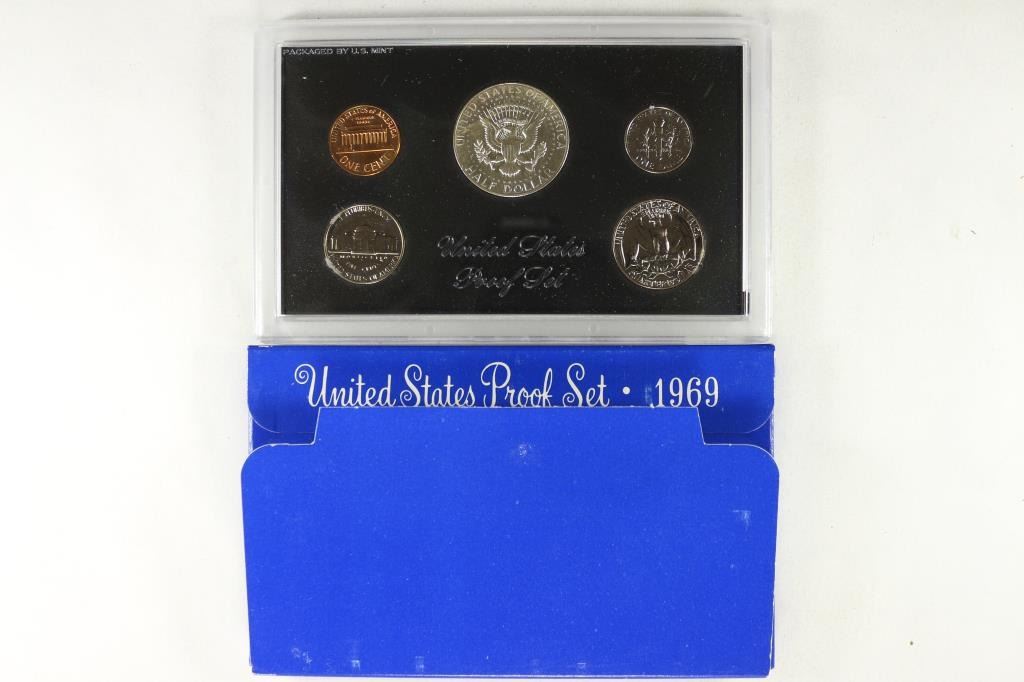 PACKAGED BY U.S. MINT
UNITED STATES OF AMERICA
ONE CENT
UNITED STATES OF AMERICA
HALF DOLLAR
MONTICELLO
United States
Proof Set
United States Proof Set · 1969